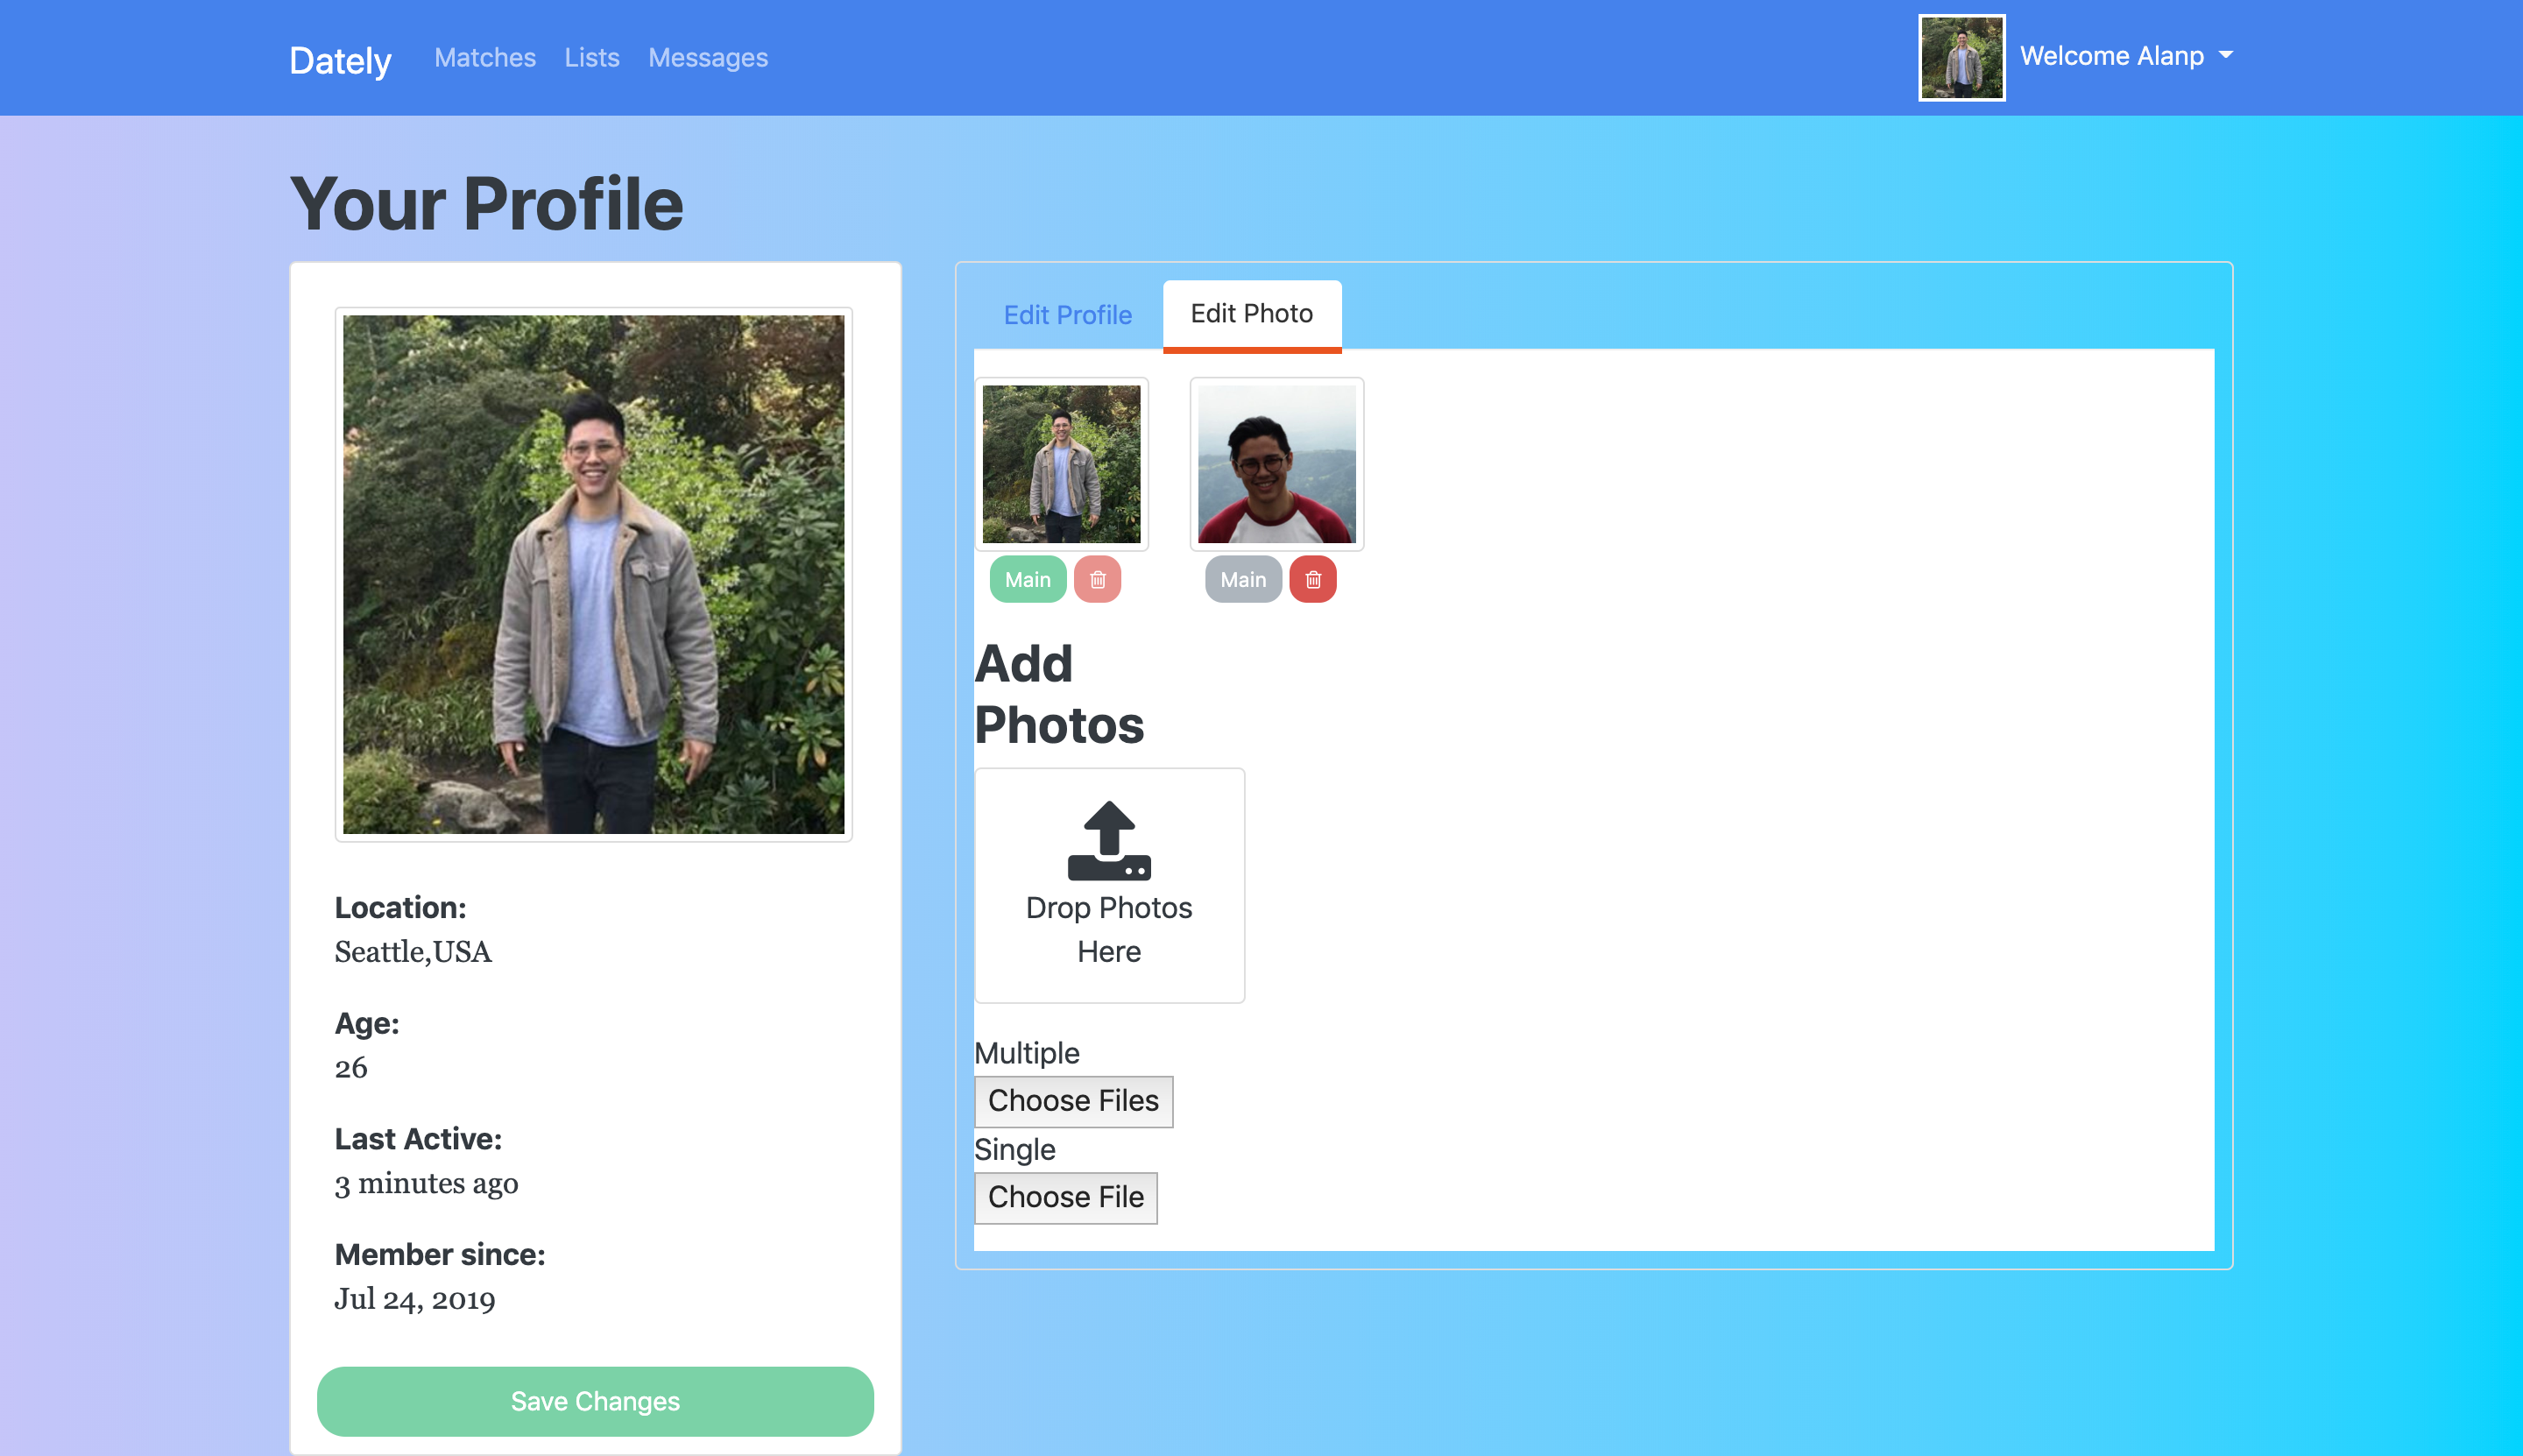 Dately
Matches
Lists
Messages
Welcome Alanp
Your Profile
Location:
Seattle,USA
Age:
26
Last Active:
3 minutes ago
Member since:
Jul 24, 2019
Save Changes
Edit Profile
Edit Photo
Main
Main
Add
Photos
Drop Photos
Here
Multiple
Choose Files
Single
Choose File